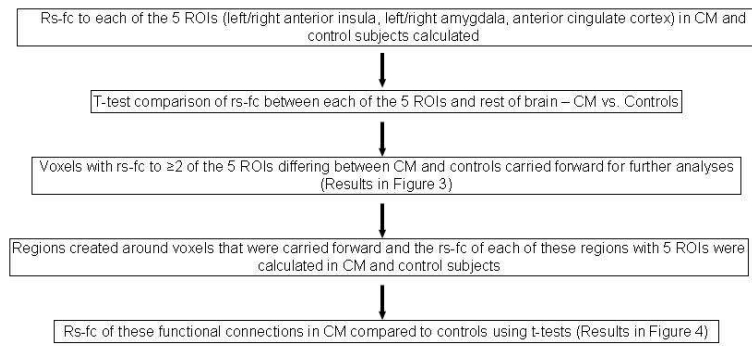 Rs-fc to each of the 5 ROIs (left/right anterior insula, left/right amygdala, anterior cingulate cortex) in CM and
control subjects calculated
T-test comparison of rs-fc between each of the 5 ROIs and rest of brain – CM vs. Controls
Voxels with rs-fc to ≥2 of the 5 ROIs differing between CM and controls carried forward for further analyses
(Results in Figure 3)
Regions created around voxels that were carried forward and the rs-fc of each of these regions with 5 ROIs were
calculated in CM and control subjects
Rs-fc of these functional connections in CM compared to controls using t-tests (Results in Figure 4)